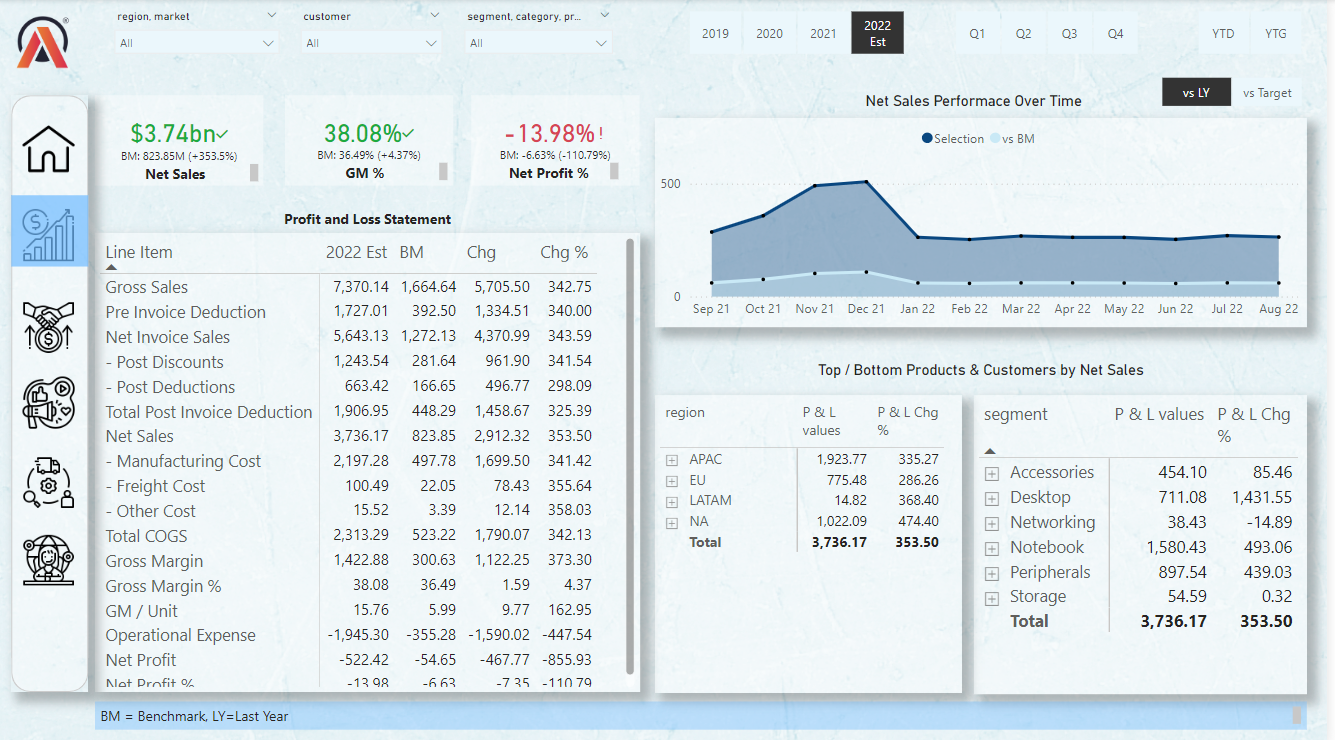 region, market
customer
segment, category, pr...
All
All
All
2019 2020 2021 2022 Est
Q1 Q2 Q3 Q4
YTD YTG
vs LY vs Target
$3.74bn
BM: 823.85M (+353.5%)
Net Sales
38.08%
BM: 36.49% (+4.37%)
GM %
-13.98%!
BM: -6.63% (-110.79%)
Net Profit %
Net Sales Performace Over Time
Selection vs BM
500
0
Sep 21 Oct 21 Nov 21 Dec 21 Jan 22 Feb 22 Mar 22 Apr 22 May 22 Jun 22 Jul 22 Aug 22
Profit and Loss Statement
Line Item 2022 Est BM Chg Chg %
Gross Sales 7,370.14 1,664.64 5,705.50 342.75
Pre Invoice Deduction 1,727.01 392.50 1,334.51 340.00
Net Invoice Sales 5,643.13 1,272.13 4,370.99 343.59
- Post Discounts 1,243.54 281.64 961.90 341.54
- Post Deductions 663.42 166.65 496.77 298.09
Total Post Invoice Deduction 1,906.95 448.29 1,458.67 325.39
Net Sales 3,736.17 823.85 2,912.32 353.50
- Manufacturing Cost 2,197.28 497.78 1,699.50 341.42
- Freight Cost 100.49 22.05 78.43 355.64
- Other Cost 15.52 3.39 12.14 358.03
Total COGS 2,313.29 523.22 1,790.07 342.13
Gross Margin 1,422.88 300.63 1,122.25 373.30
Gross Margin % 38.08 36.49 1.59 4.37
GM / Unit 15.76 5.99 9.77 162.95
Operational Expense -1,945.30 -355.28 -1,590.02 -447.54
Net Profit -522.42 -54.65 -467.77 -855.93
Net Profit % -13.98 -6.63 -7.35 -110.79
Top / Bottom Products & Customers by Net Sales
region P & L values P & L Chg %
APAC 1,923.77 335.27
EU 775.48 286.26
LATAM 14.82 368.40
NA 1,022.09 474.40
Total 3,736.17 353.50
segment P & L values P & L Chg %
Accessories 454.10 85.46
Desktop 711.08 1,431.55
Networking 38.43 -14.89
Notebook 1,580.43 493.06
Peripherals 897.54 439.03
Storage 54.59 0.32
Total 3,736.17 353.50
BM = Benchmark, LY=Last Year